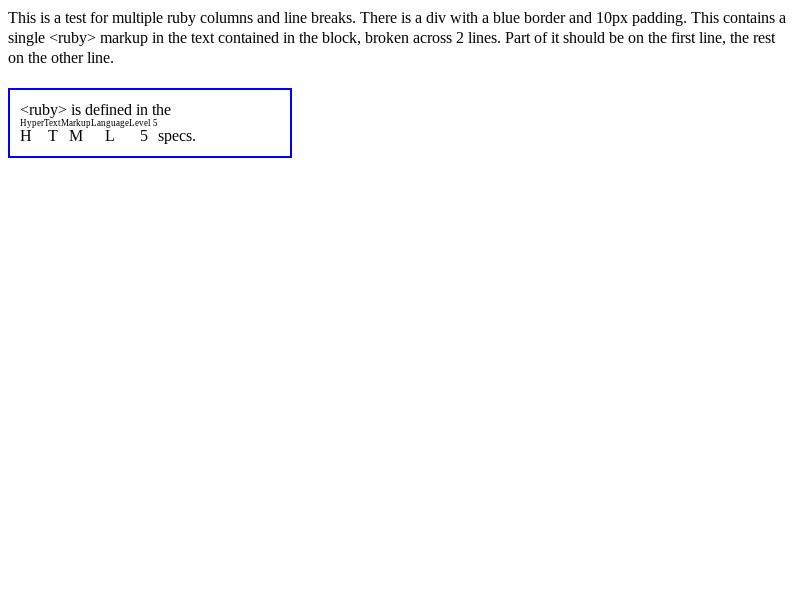 This is a test for multiple ruby columns and line breaks. There is a div with a blue border and 10px padding. This contains a
single <ruby> markup in the text contained in the block, broken across 2 lines. Part of it should be on the first line, the rest
on the other line.
<ruby> is defined in the
HyperTextMarkupLanguageLevel 5
H T M L 5 specs.